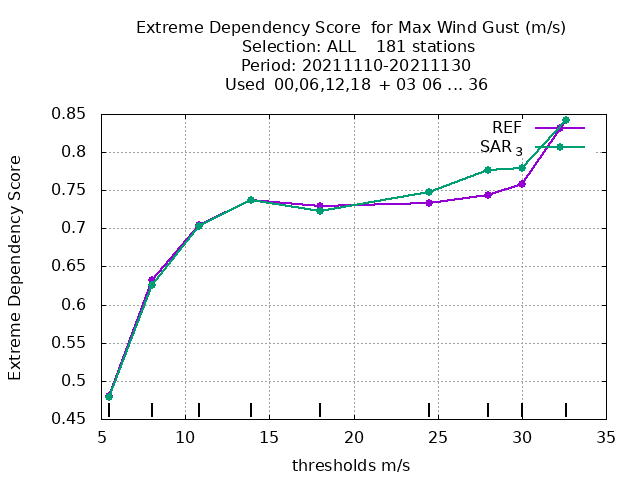 Extreme Dependency Score  for Max Wind Gust (m/s)
Selection: ALL    181 stations
Period: 20211110-20211130
Used  00,06,12,18  + 03 06 ... 36
REF
SAR 3
Extreme Dependency Score
0.85
0.8
0.75
0.7
0.65
0.6
0.55
0.5
0.45
5 10 15 20 25 30 35
thresholds m/s